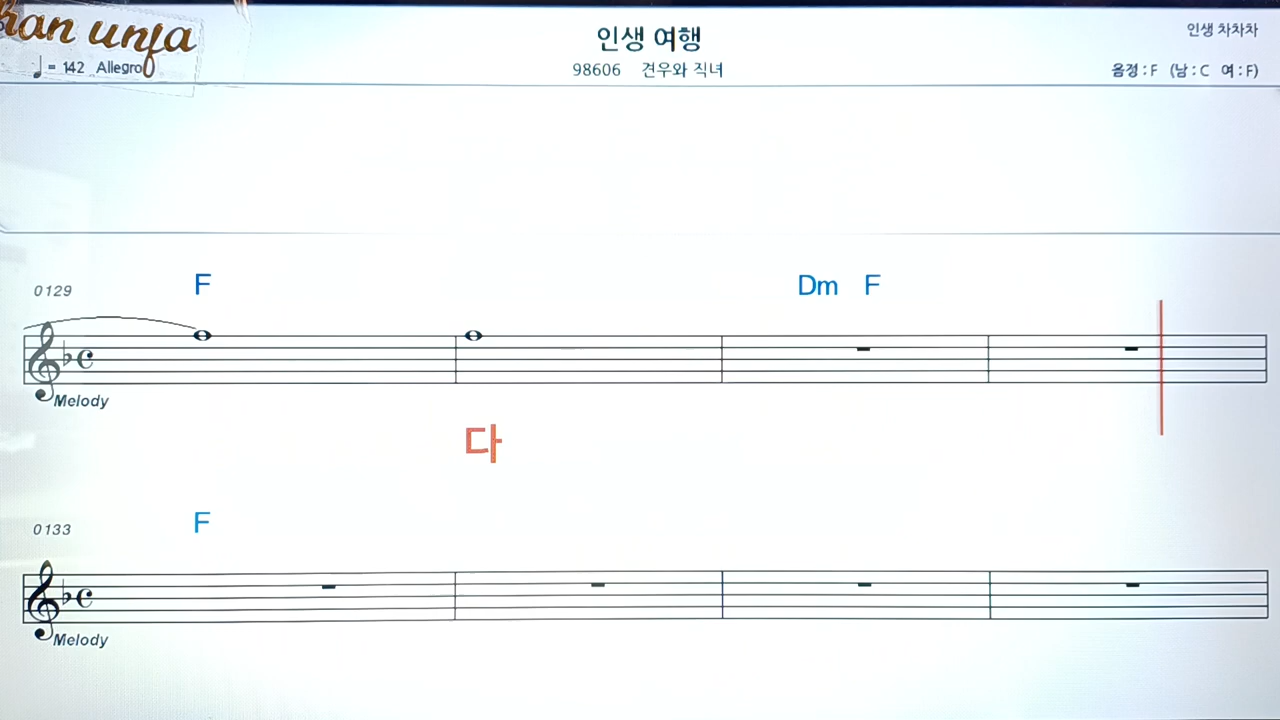 han unfa
인생 여행
인생 차차차
♩= 142 Allegro
98606 견우와 직녀
음정 : F (남 : C 여 : F)
0129
F
Dm F
Melody
다
0133
F
Melody